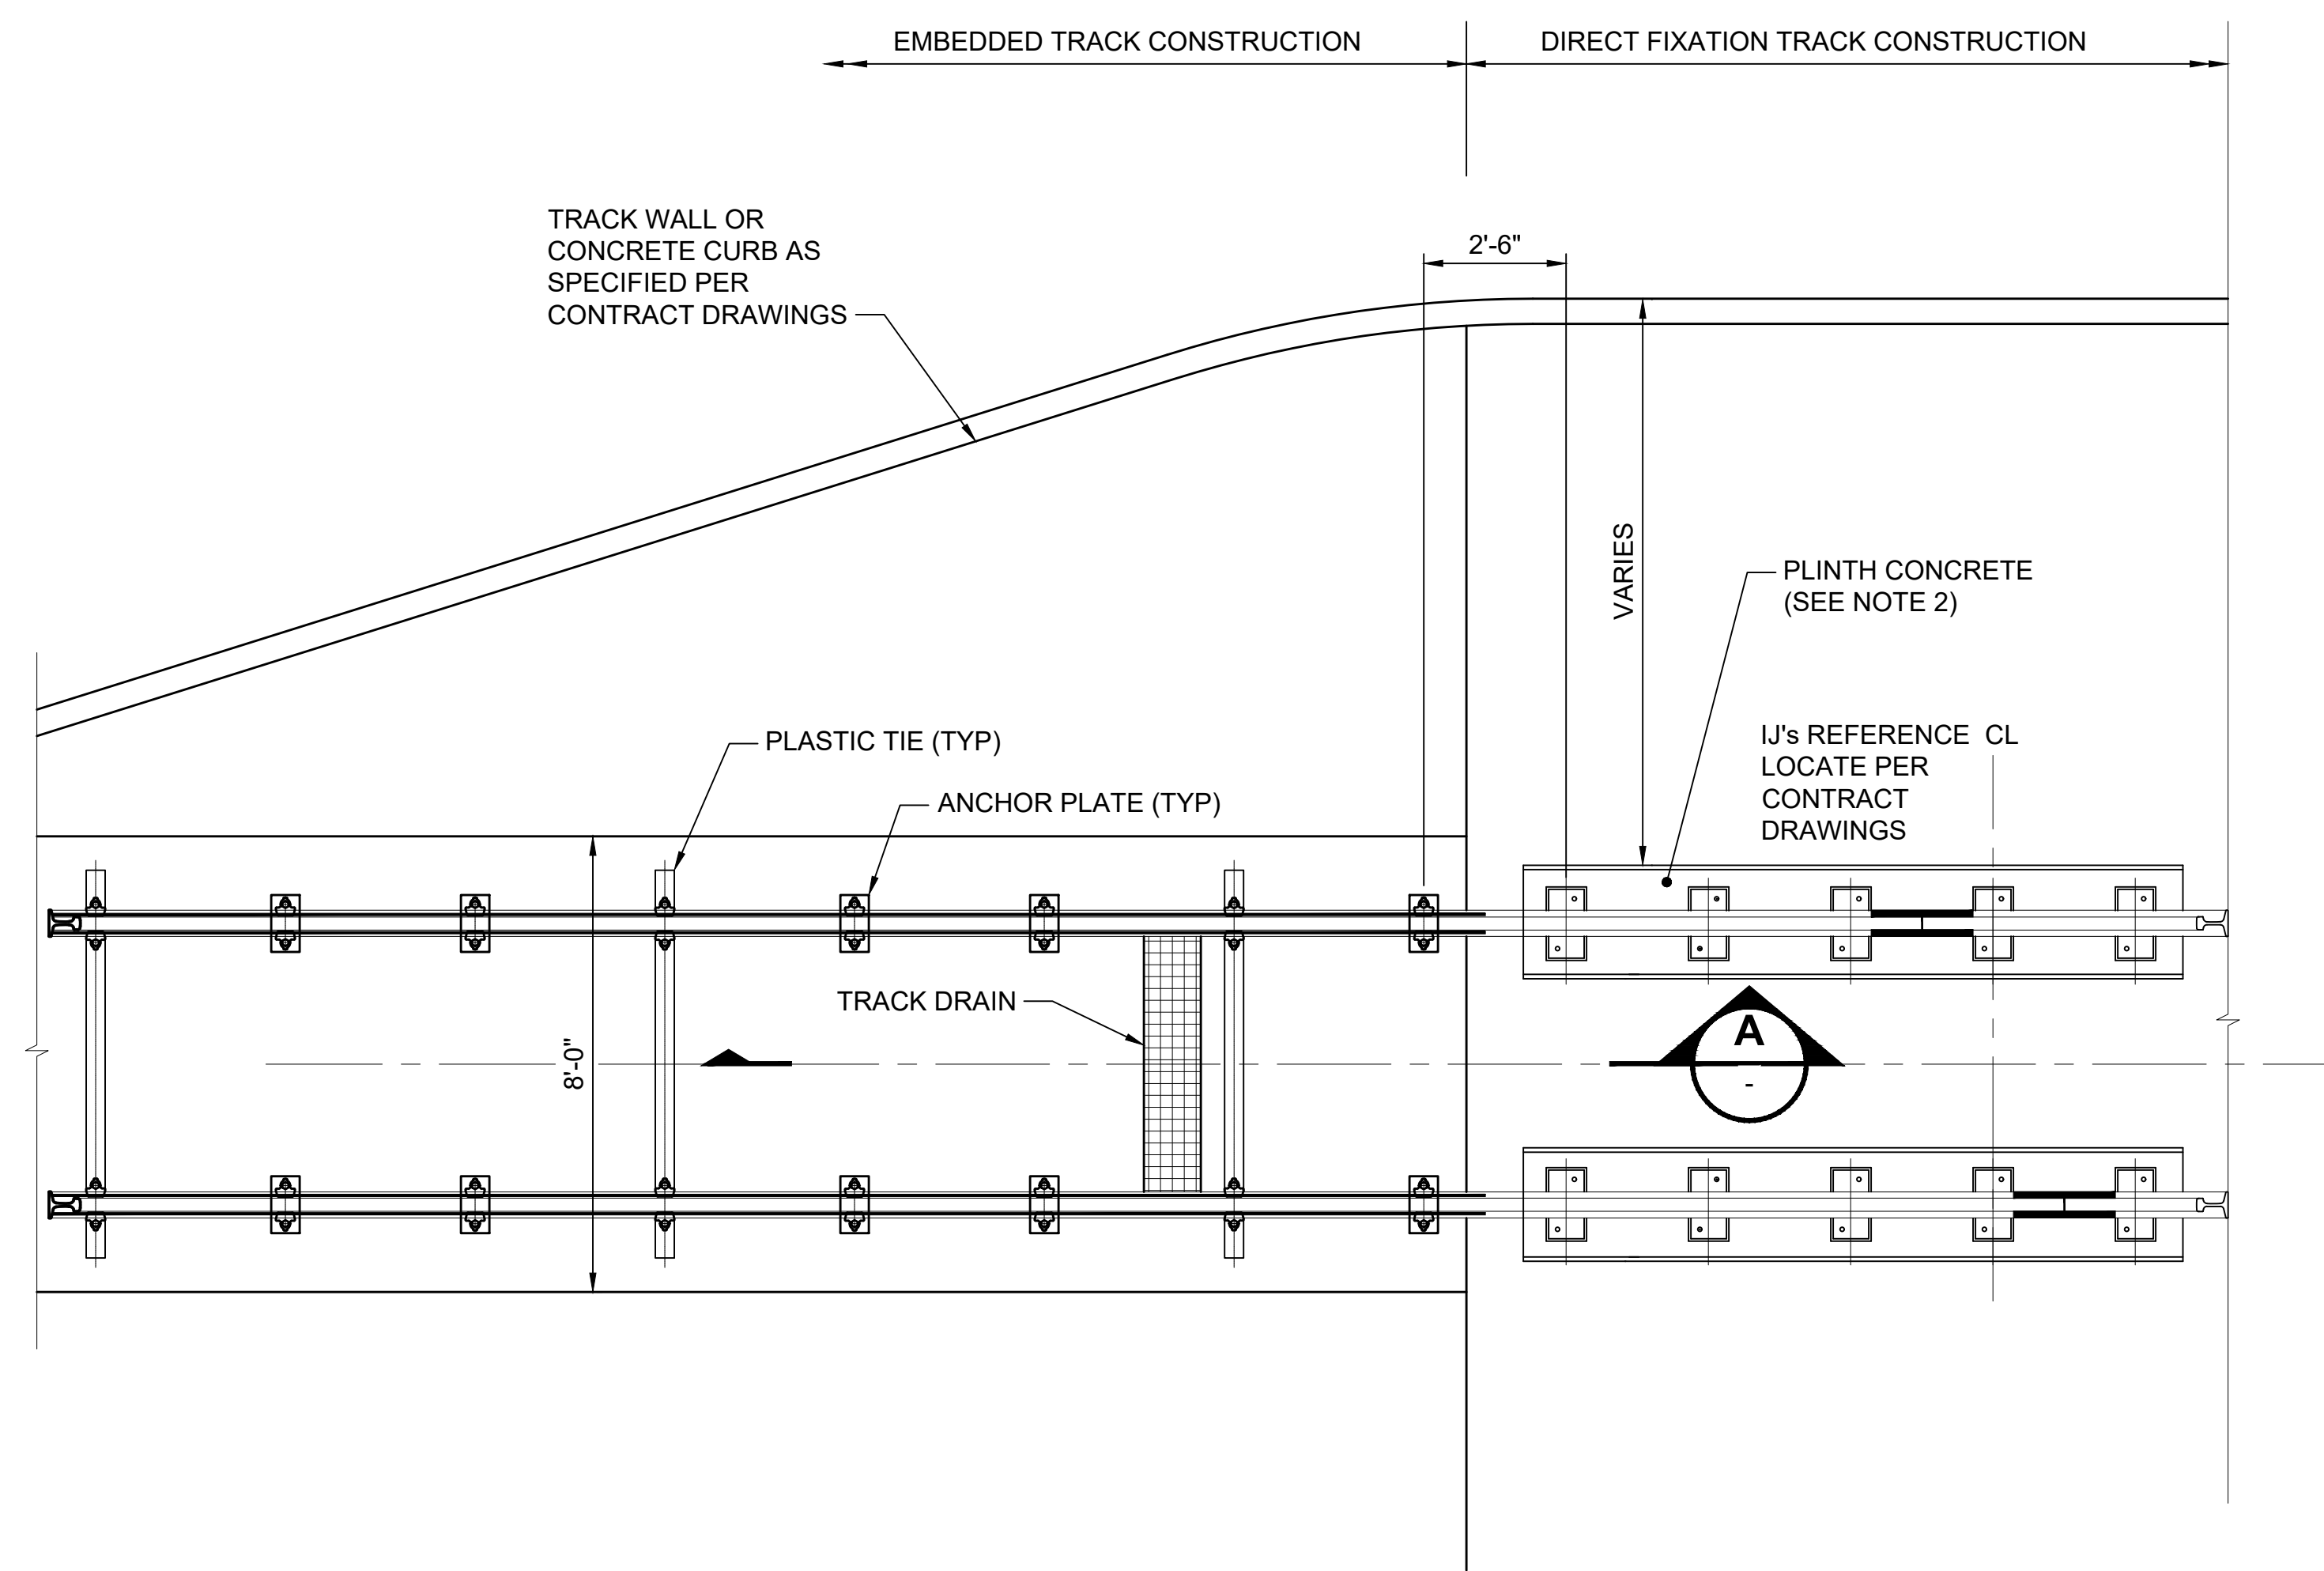 EMBEDDED TRACK CONSTRUCTION
DIRECT FIXATION TRACK CONSTRUCTION
TRACK WALL OR
CONCRETE CURB AS
SPECIFIED PER
CONTRACT DRAWINGS
2'-6"
VARIES
PLINTH CONCRETE
(SEE NOTE 2)
IJ's REFERENCE  CL
LOCATE PER
CONTRACT
DRAWINGS
PLASTIC TIE (TYP)
ANCHOR PLATE (TYP)
TRACK DRAIN
8'-0"
A
-